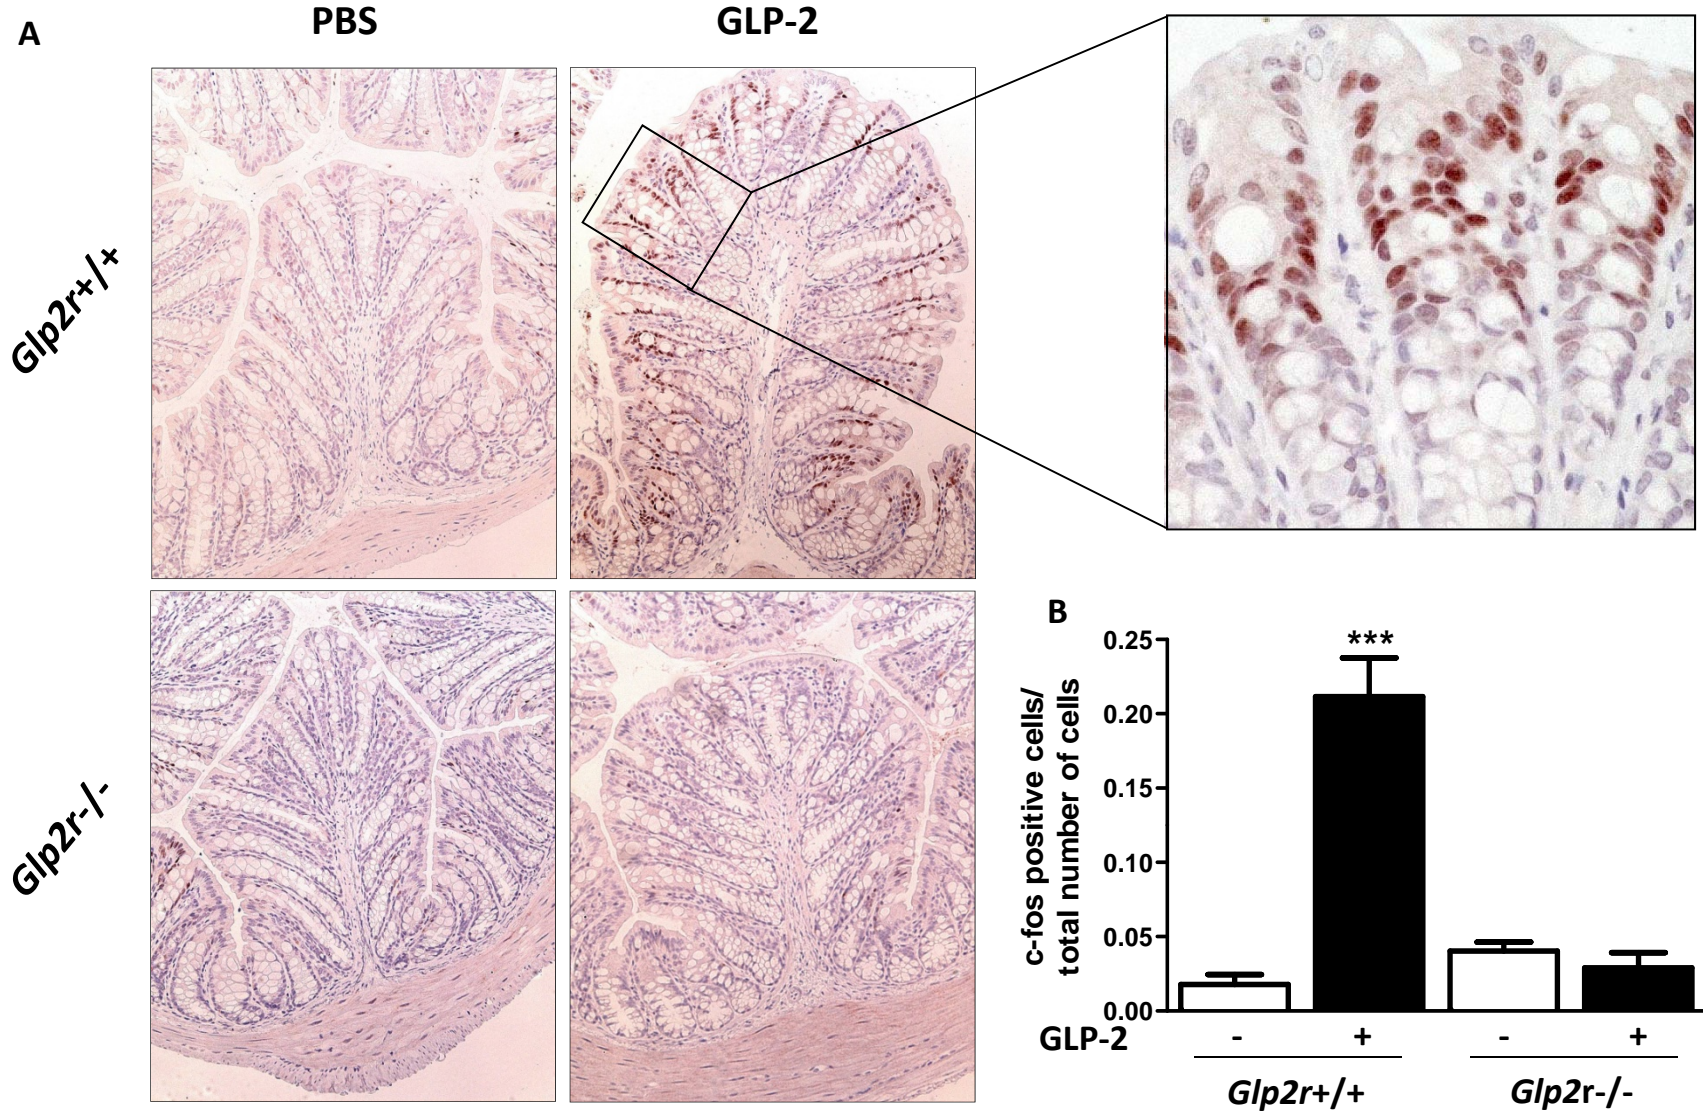 A
PBS
GLP-2
Glp2r+/+
Glp2r-/-
B
c-fos positive cells/
total number of cells
0.25
0.20
0.15
0.10
0.05
0.00
***
GLP-2 - + - +
Glp2r+/+ Glp2r-/-